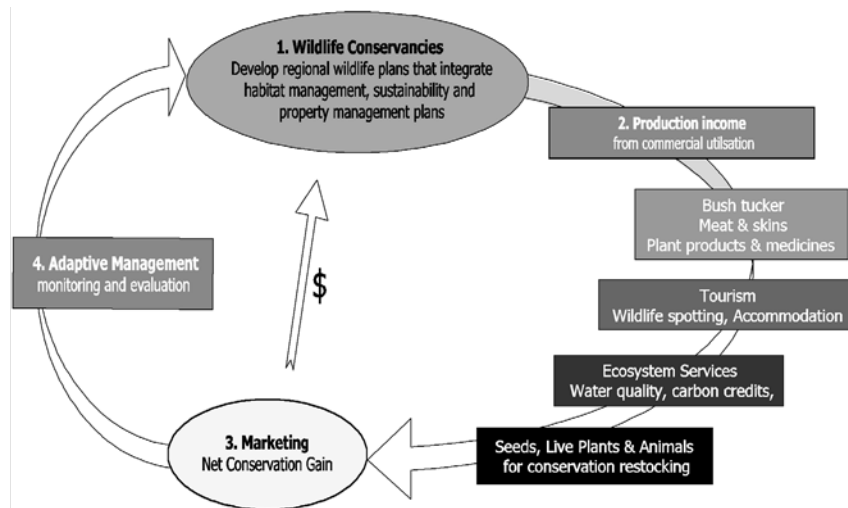 1. Wildlife Conservancies
Develop regional wildlife plans that integrate
habitat management, sustainability and
property management plans
2. Production income
from commercial utilsation
Bush tucker
Meat & skins
Plant products & medicines
Tourism
Wildlife spotting, Accommodation
Ecosystem Services
Water quality, carbon credits,
Seeds, Live Plants & Animals
for conservation restocking
3. Marketing
Net Conservation Gain
$
4. Adaptive Management
monitoring and evaluation